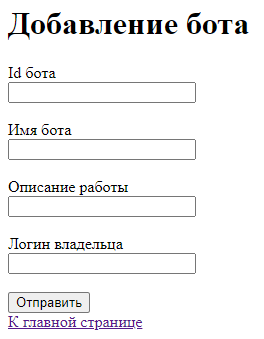 Добавление бота
Id бота
Имя бота
Описание работы
Логин владельца
Отправить
К главной странице